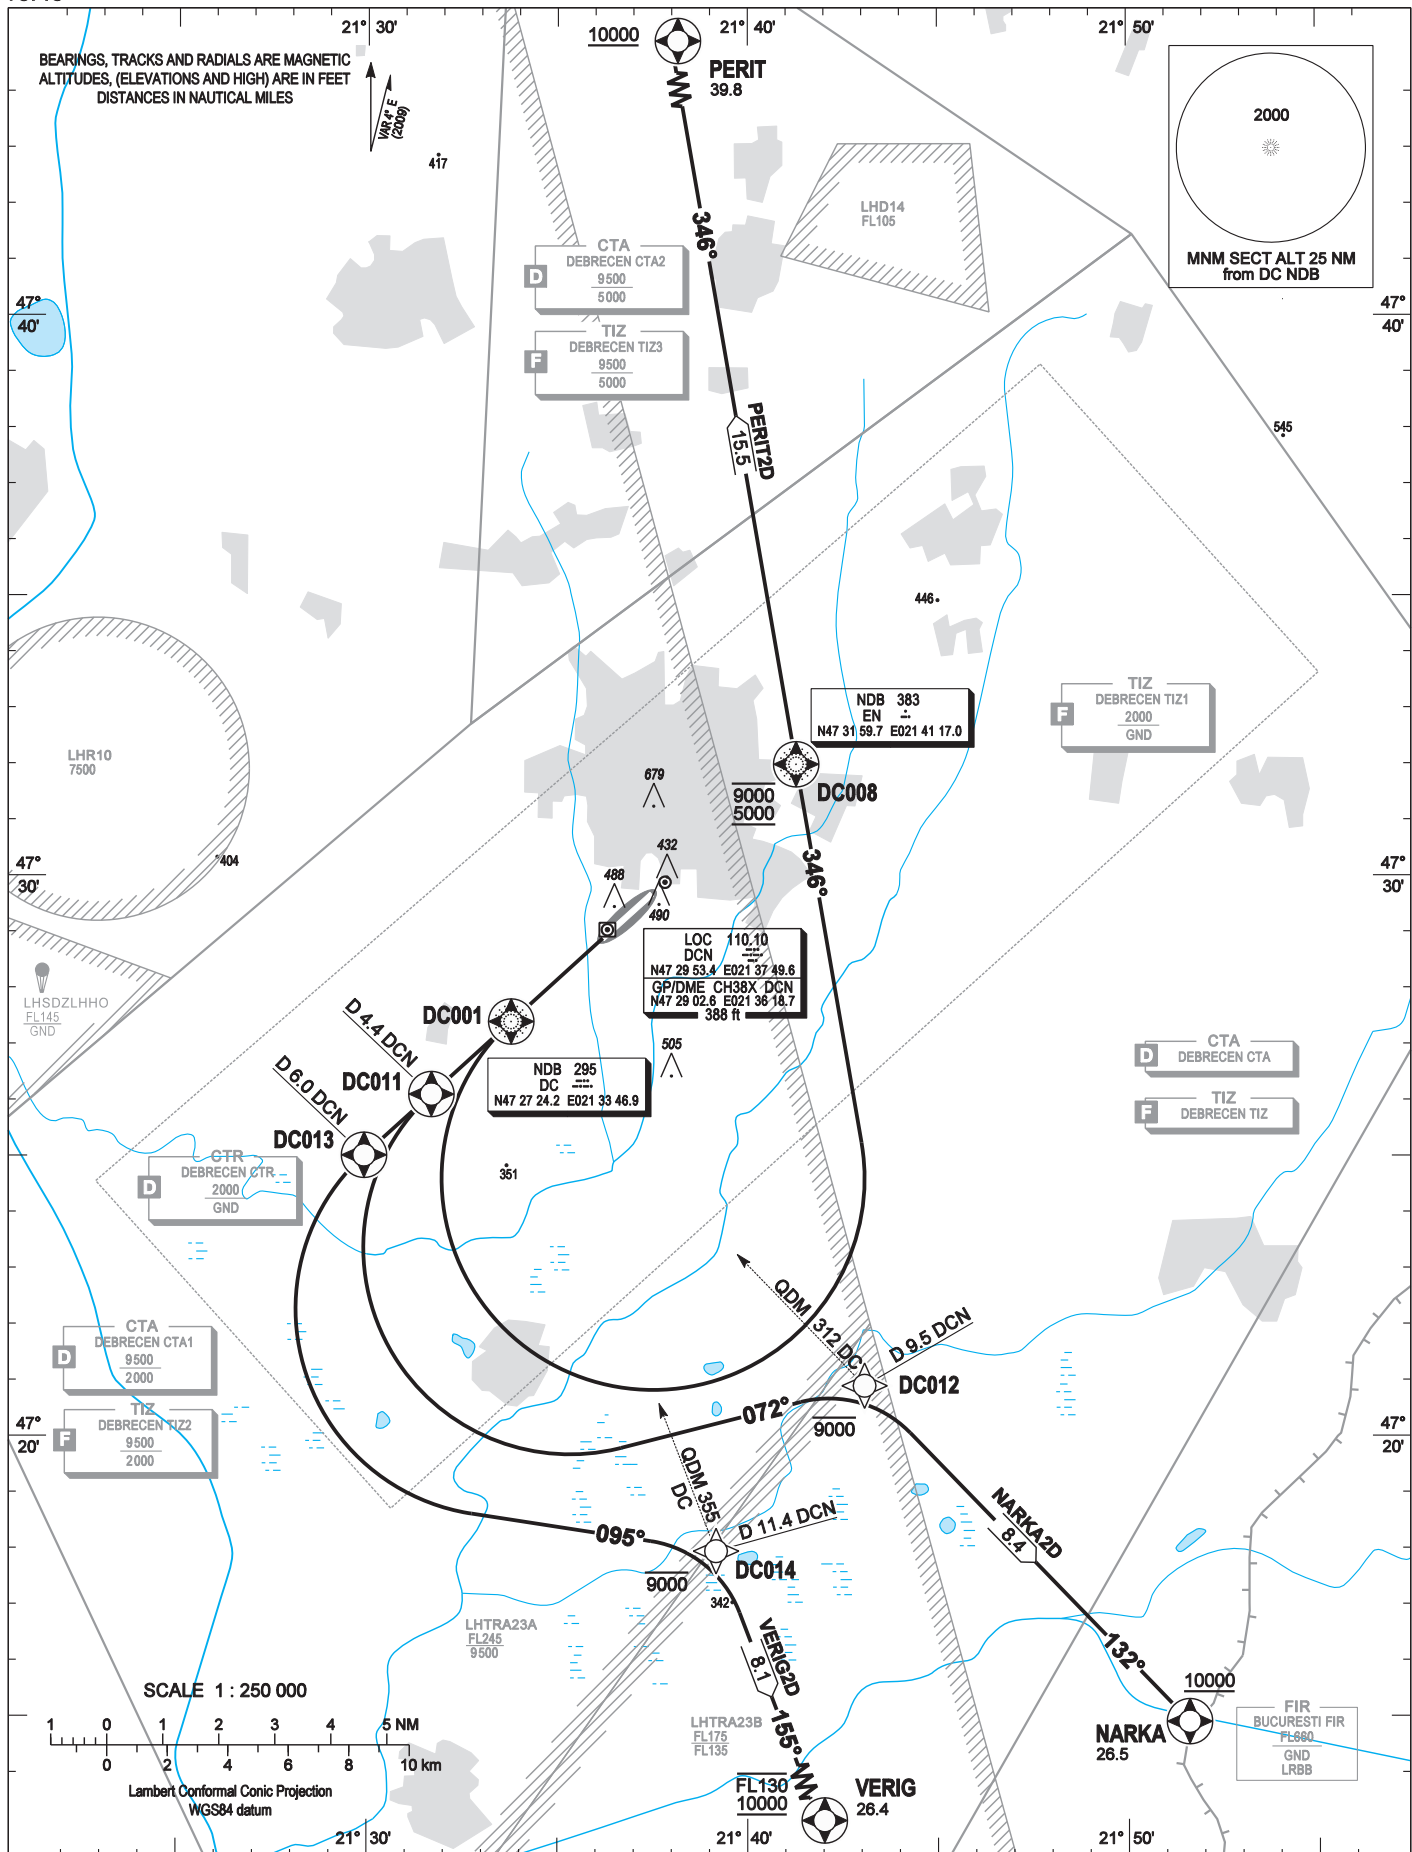 21° 30'
21° 40'
21° 50'
BEARINGS, TRACKS AND RADIALS ARE MAGNETIC
ALTITUDES, (ELEVATIONS AND HIGH) ARE IN FEET
DISTANCES IN NAUTICAL MILES
VAR 4° E
(2009)
10000
PERIT
39.8
2000
MNM SECT ALT 25 NM
from DC NDB
417
346°
LHD14
FL105
CTA
DEBRECEN CTA2
9500
5000
D
TIZ
DEBRECEN TIZ3
9500
5000
F
47°
40'
47°
40'
PERIT2D
15.5
545
446
NDB 383
EN
N47 31 59.7 E021 41 17.0
TIZ
DEBRECEN TIZ1
2000
GND
F
LHR10
7500
679
9000
5000
DC008
432
404
47°
30'
47°
30'
488
490
346°
LOC 110.10
DCN
N47 29 53.4 E021 37 49.6
GP/DME CH38X DCN
N47 29 02.6 E021 36 18.7
388 ft
LHSDZLHHO
FL145
GND
DC001
D 4.4 DCN
505
CTA
DEBRECEN CTA
D
NDB 295
DC
N47 27 24.2 E021 33 46.9
DC011
D 6.0 DCN
TIZ
DEBRECEN TIZ
F
DC013
CTR
DEBRECEN CTR
2000
GND
D
351
QDM 312 DC
D 9.5 DCN
CTA
DEBRECEN CTA1
9500
2000
D
DC012
TIZ
DEBRECEN TIZ2
9500
2000
F
072°
9000
47°
20'
47°
20'
QDM 355
DC
NARKA2D
8.4
095°
D 11.4 DCN
DC014
9000
342
LHTRA23A
FL245
9500
VERIG2D
8.1
132°
SCALE 1 : 250 000
1 0 1 2 3 4 5 NM
0 2 4 6 8 10 km
Lambert Conformal Conic Projection
WGS84 datum
10000
NARKA
26.5
FIR
BUCURESTI FIR
FL660
GND
LRBB
LHTRA23B
FL175
FL135
155°
FL130
10000
VERIG
26.4
21° 30'
21° 40'
21° 50'